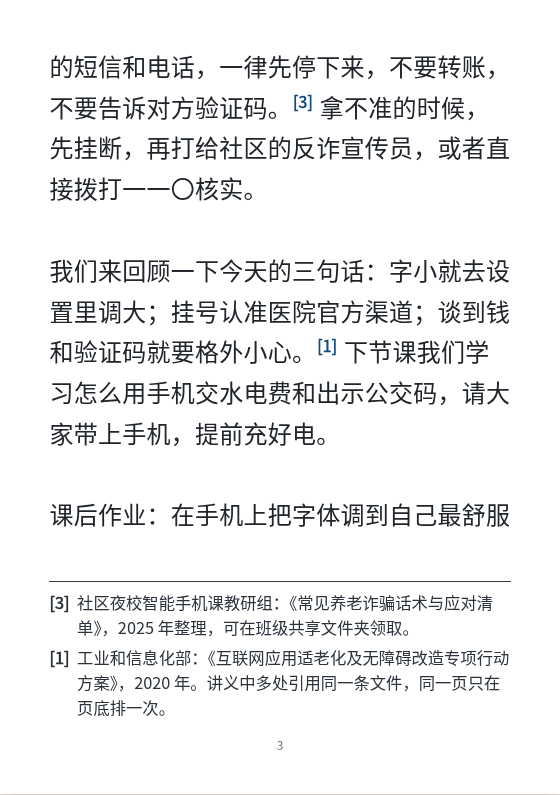 的短信和电话，一律先停下来，不要转账，
不要告诉对方验证码。[3] 拿不准的时候，
先挂断，再打给社区的反诈宣传员，或者直
接拨打一一〇核实。
我们来回顾一下今天的三句话：字小就去设
置里调大；挂号认准医院官方渠道；谈到钱
和验证码就要格外小心。[1] 下节课我们学
习怎么用手机交水电费和出示公交码，请大
家带上手机，提前充好电。
课后作业：在手机上把字体调到自己最舒服
[3] 社区夜校智能手机课教研组：《常见养老诈骗话术与应对清
单》，2025 年整理，可在班级共享文件夹领取。
[1] 工业和信息化部：《互联网应用适老化及无障碍改造专项行动
方案》，2020 年。讲义中多处引用同一条文件，同一页只在
页底排一次。
3